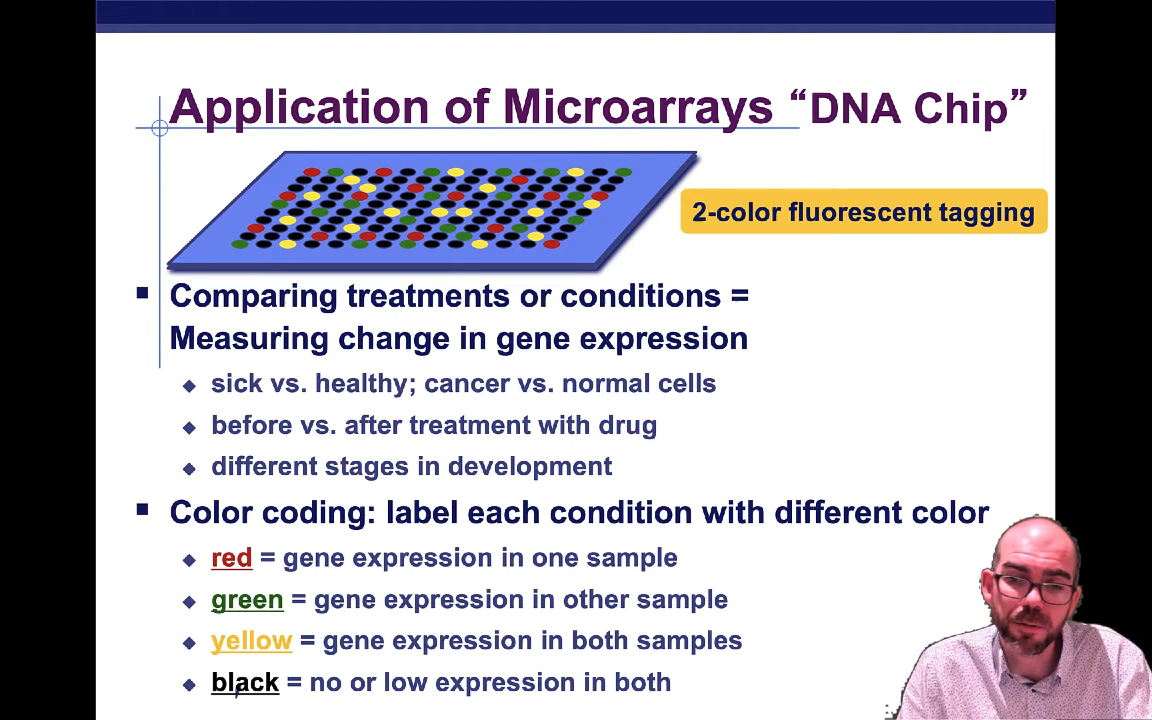 Application of Microarrays “DNA Chip”
2-color fluorescent tagging
▪ Comparing treatments or conditions =
Measuring change in gene expression
◆ sick vs. healthy; cancer vs. normal cells
◆ before vs. after treatment with drug
◆ different stages in development
▪ Color coding: label each condition with different color
◆ red = gene expression in one sample
◆ green = gene expression in other sample
◆ yellow = gene expression in both samples
◆ black = no or low expression in both